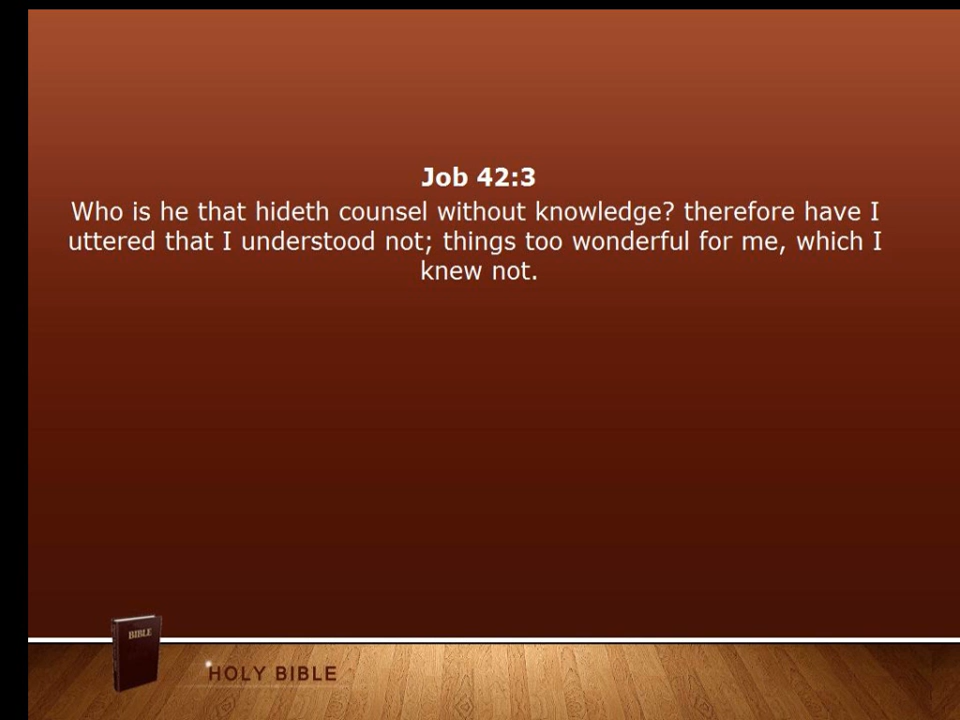 Job 42:3
Who is he that hideth counsel without knowledge? therefore have I
uttered that I understood not; things too wonderful for me, which I
knew not.
BIBLE
HOLY BIBLE